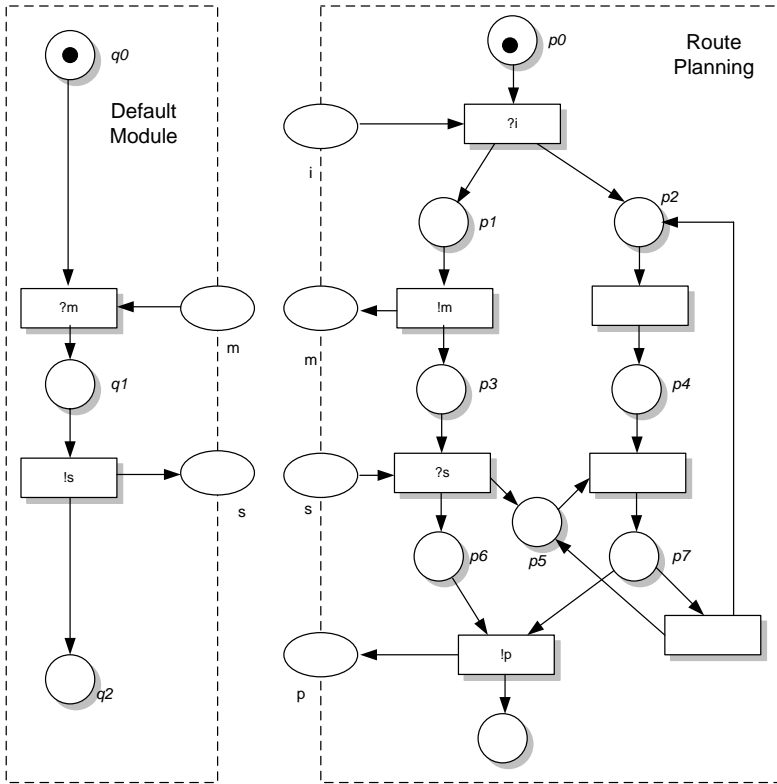 q0
Default
Module
?m
m
q1
!s
s
q2
p0
Route
Planning
?i
i
p1
p2
!m
m
p3
p4
?s
s
p5
p6
p7
!p
p